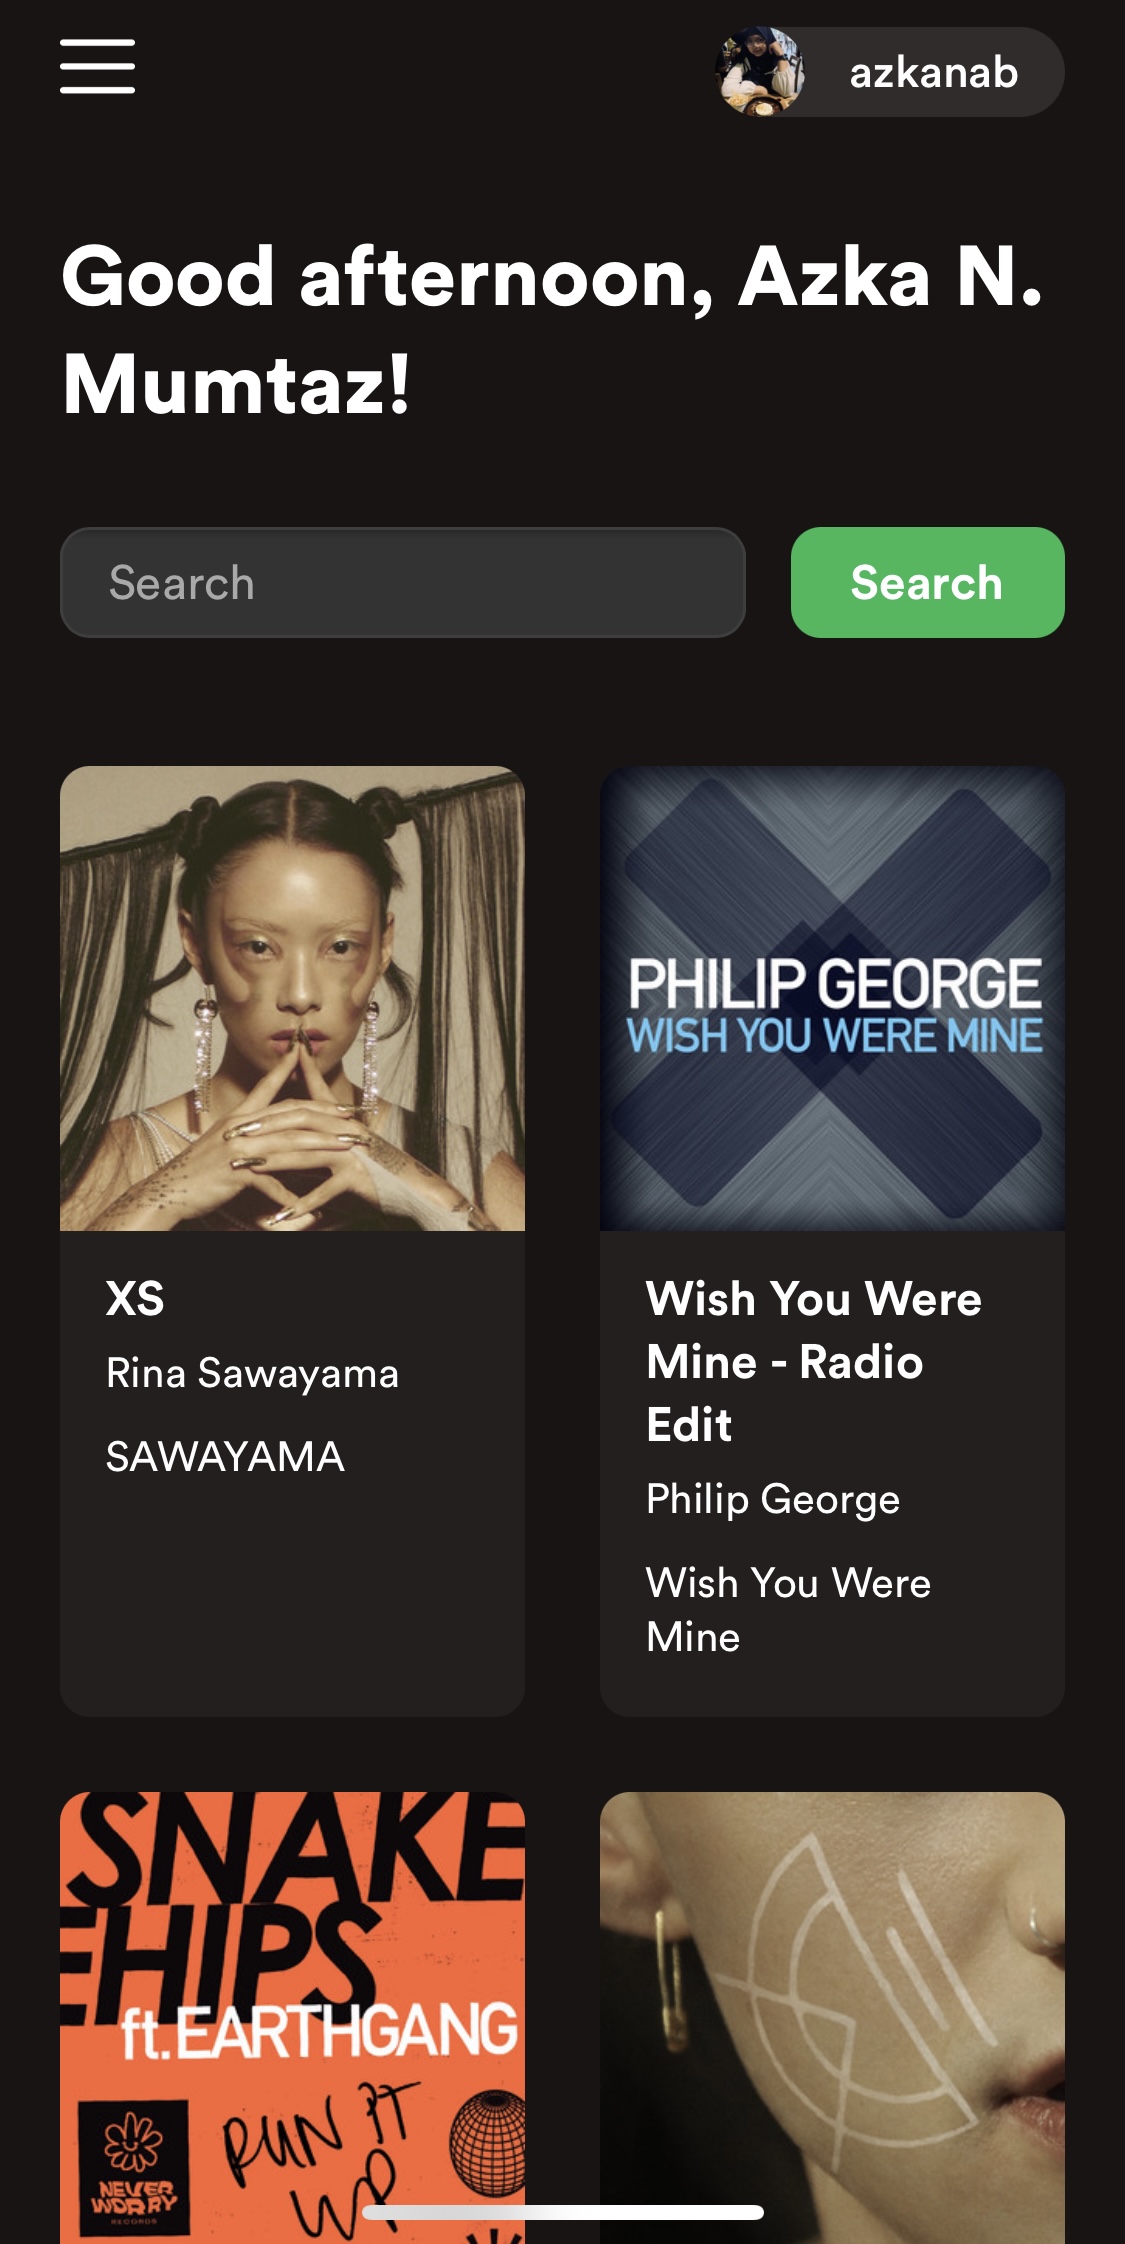 azkanab
Good afternoon, Azka N.
Mumtaz!
Search
Search
PHILIP GEORGE
WISH YOU WERE MINE
XS
Rina Sawayama
SAWAYAMA
Wish You Were
Mine - Radio
Edit
Philip George
Wish You Were
Mine
SNAKE
EHIPS
ft. EARTHGANG
RUN IT
UP
NEVER
WORRY
RECORDS